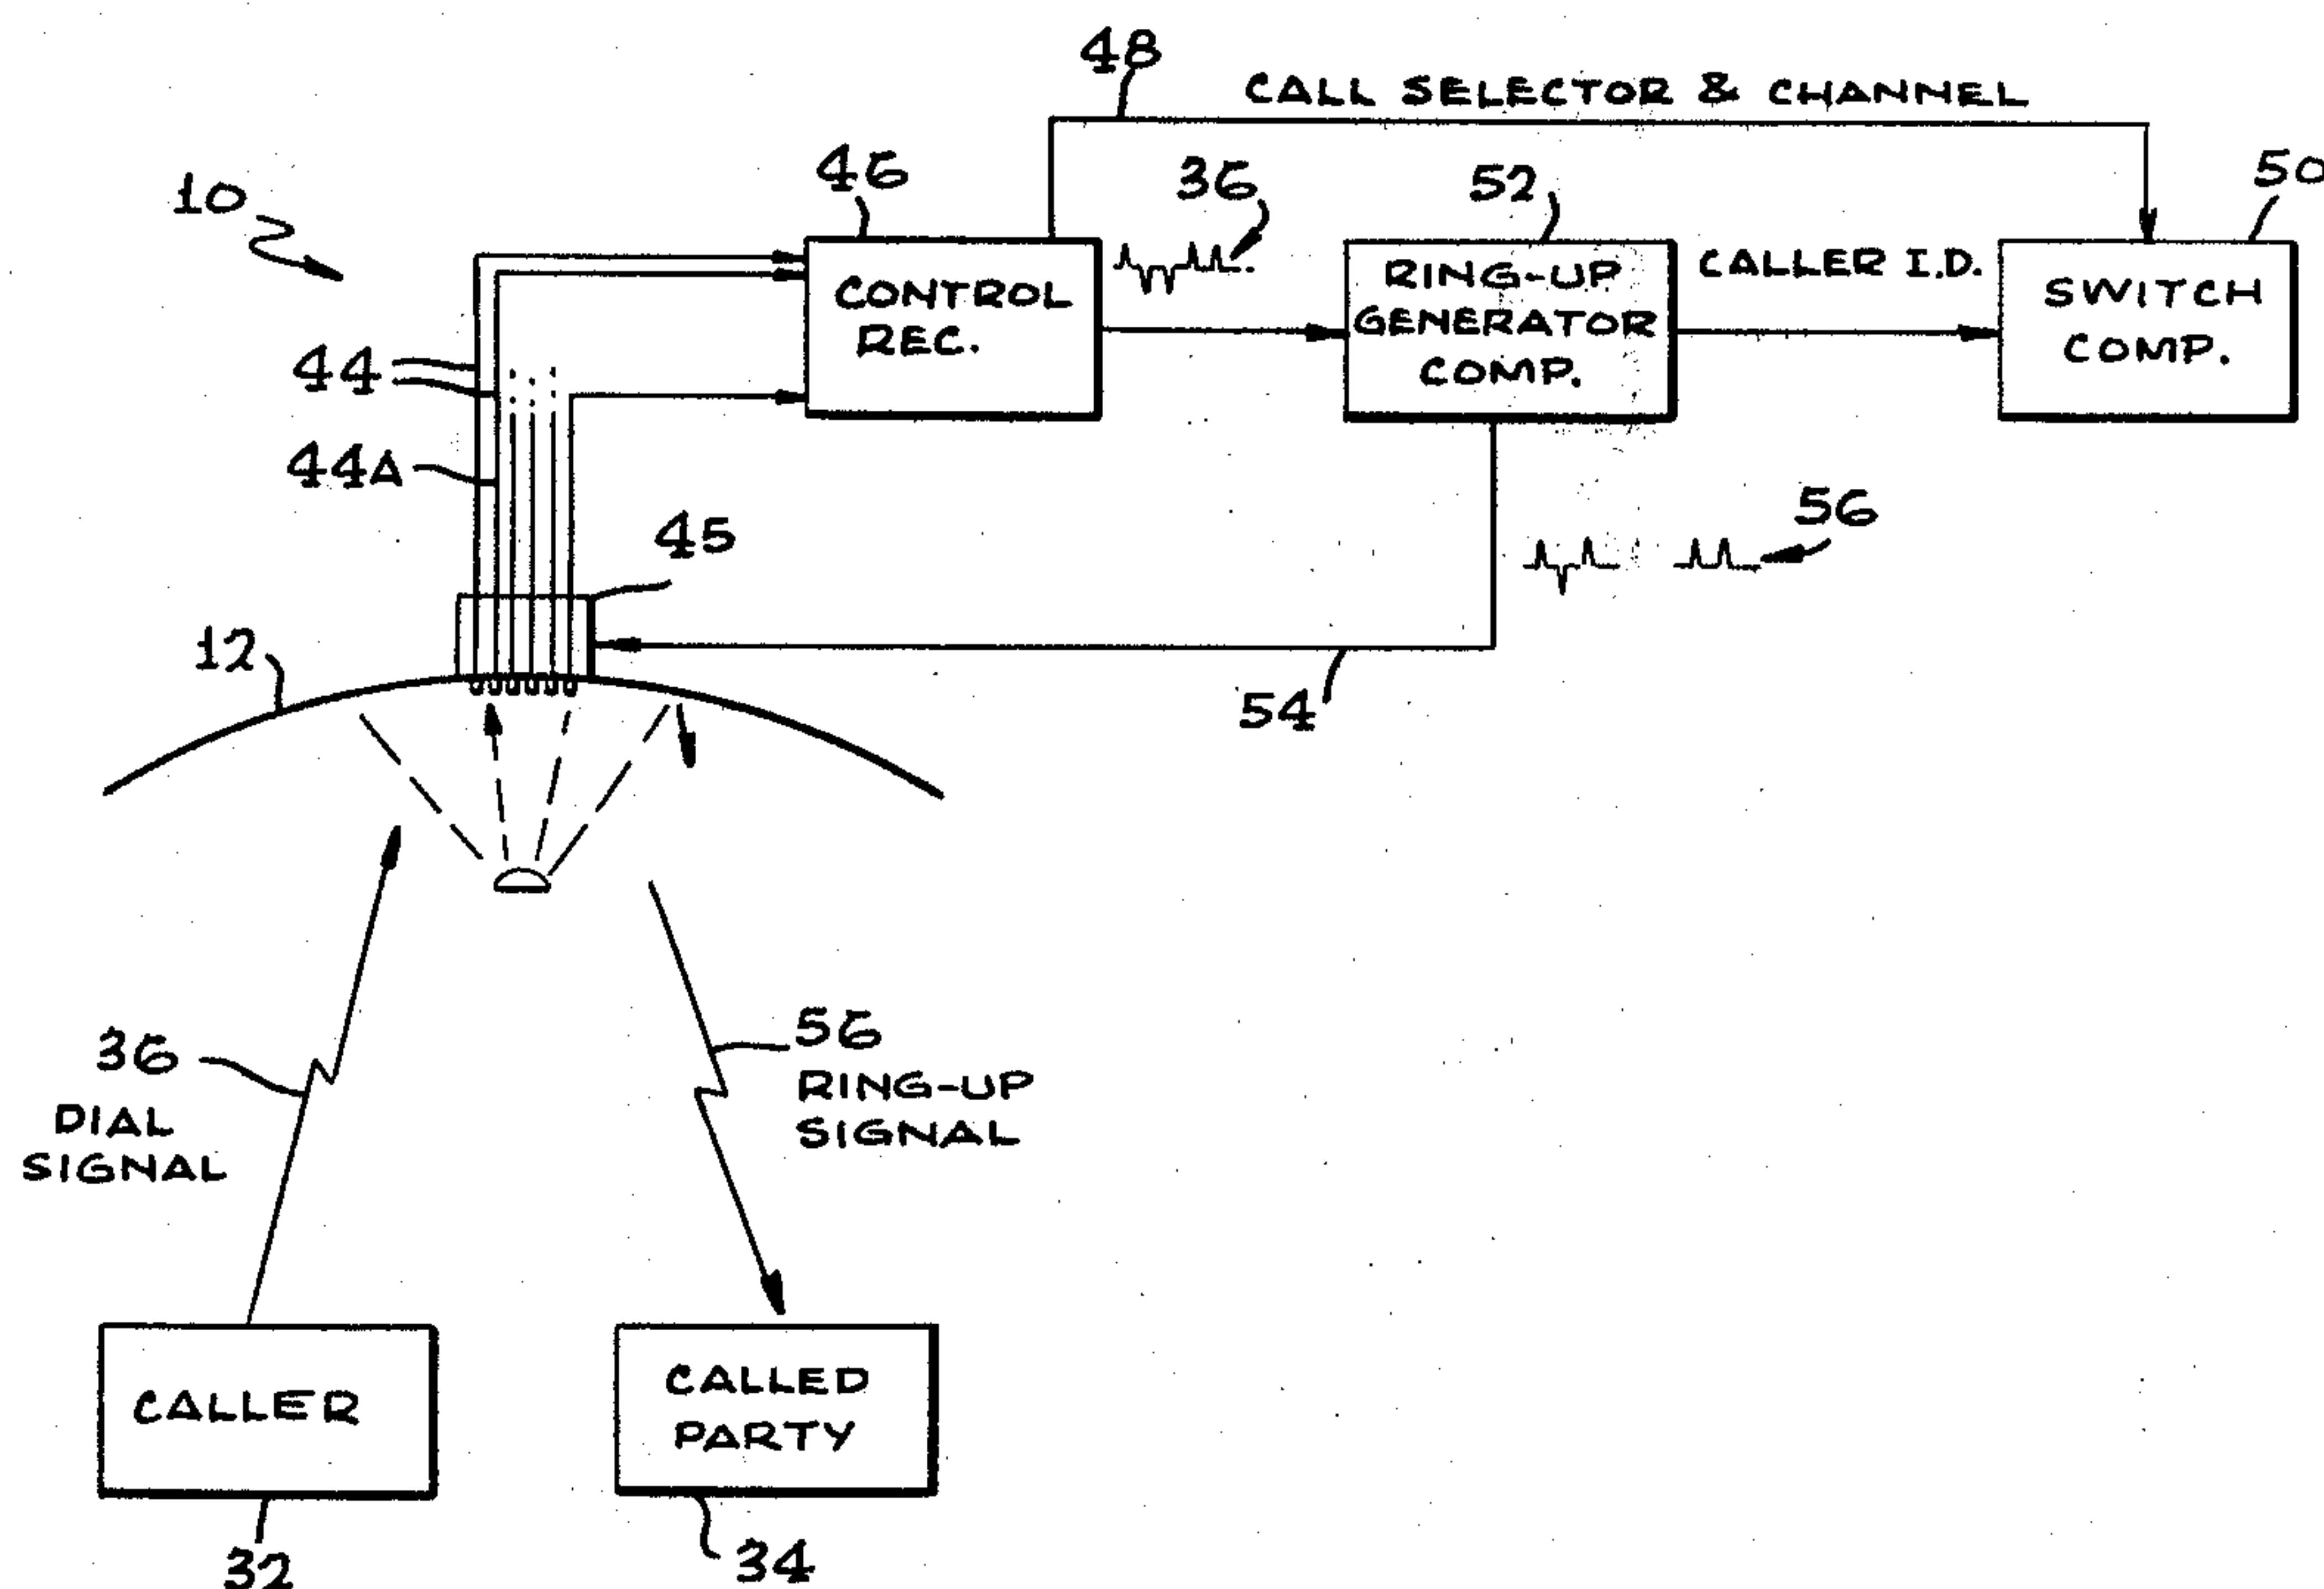 48
CALL SELECTOR & CHANNEL
10
46
36
52
50
CONTROL
REC.
RING-UP
GENERATOR
COMP.
CALLER I.D.
SWITCH
COMP.
44
44A
45
56
12
54
36
DIAL
SIGNAL
56
RING-UP
SIGNAL
CALLER
CALLED
PARTY
32
34